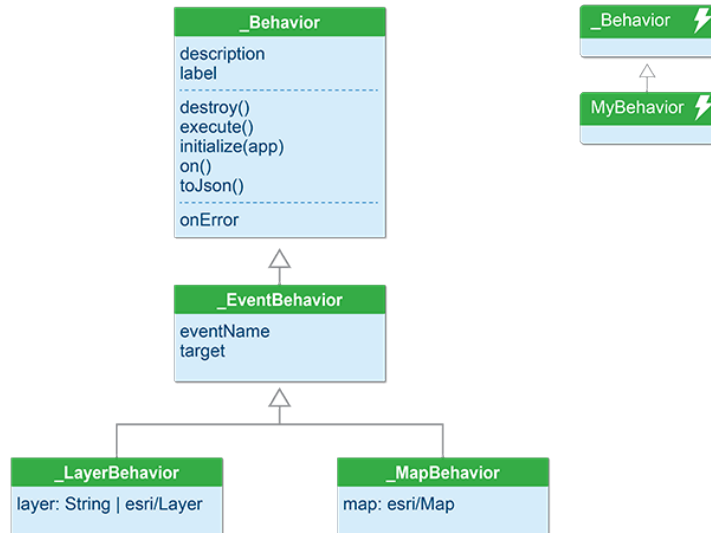 _Behavior
description
label
destroy()
execute()
initialize(app)
on()
toJson()
onError
_EventBehavior
eventName
target
_LayerBehavior
layer: String | esri/Layer
_MapBehavior
map: esri/Map
_Behavior
MyBehavior